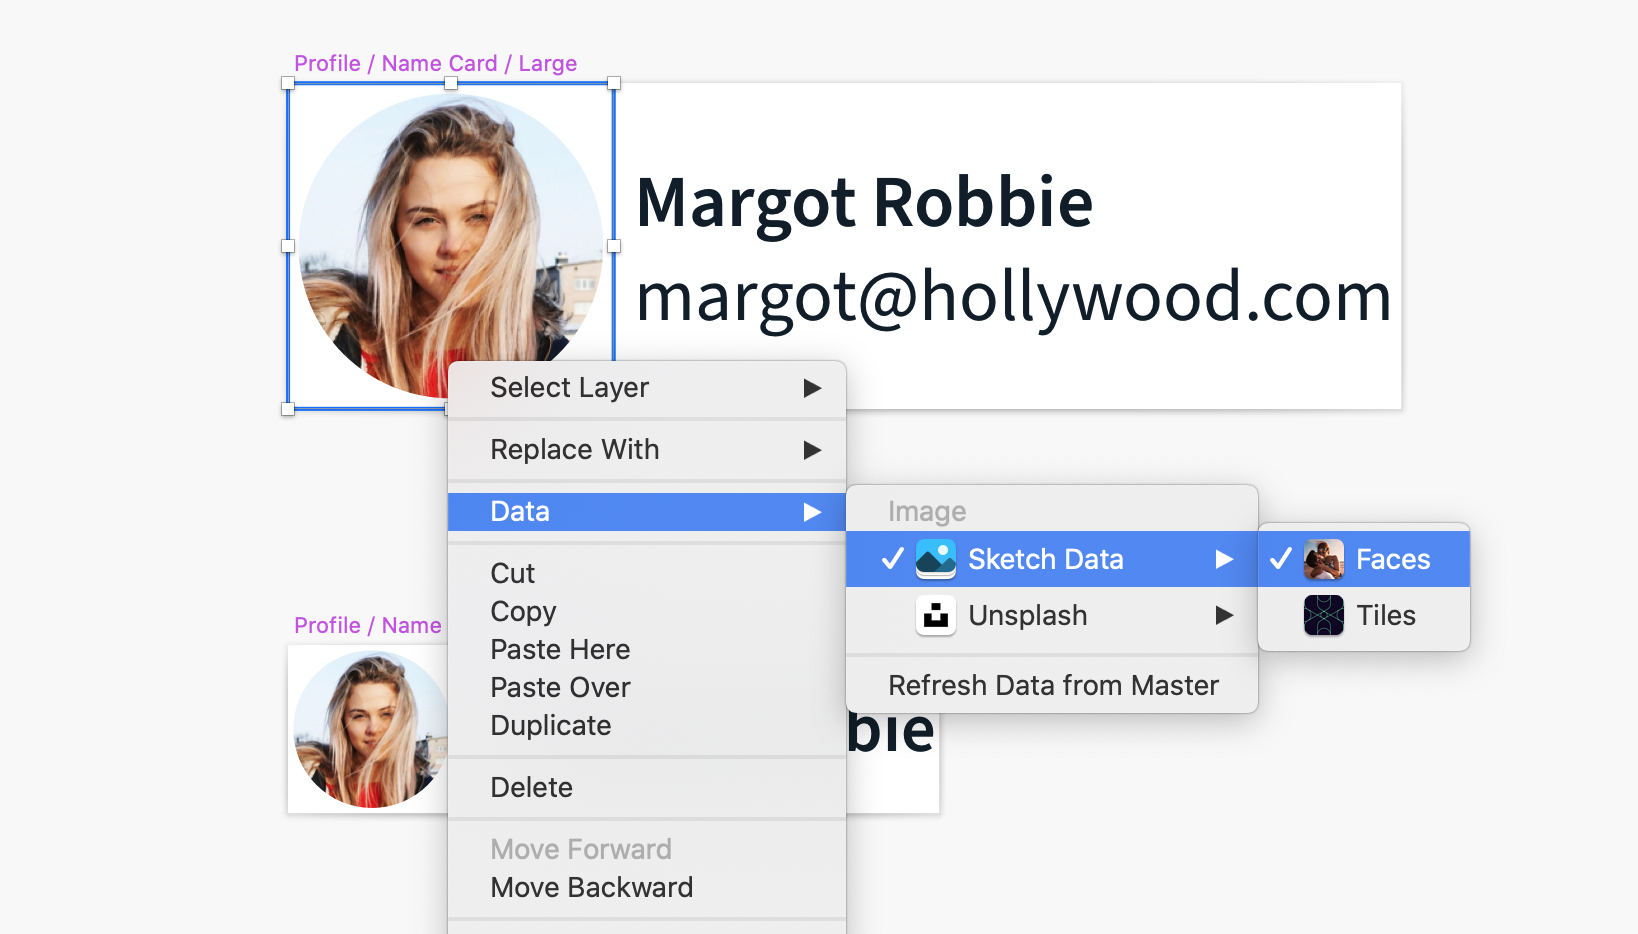 Profile / Name Card / Large
Margot Robbie
margot@hollywood.com
Select Layer
Replace With
Data
Cut
Copy
Paste Here
Paste Over
Duplicate
Delete
Move Forward
Move Backward
Image
Sketch Data
Unsplash
Refresh Data from Master
Faces
Tiles
Profile / Name
bie